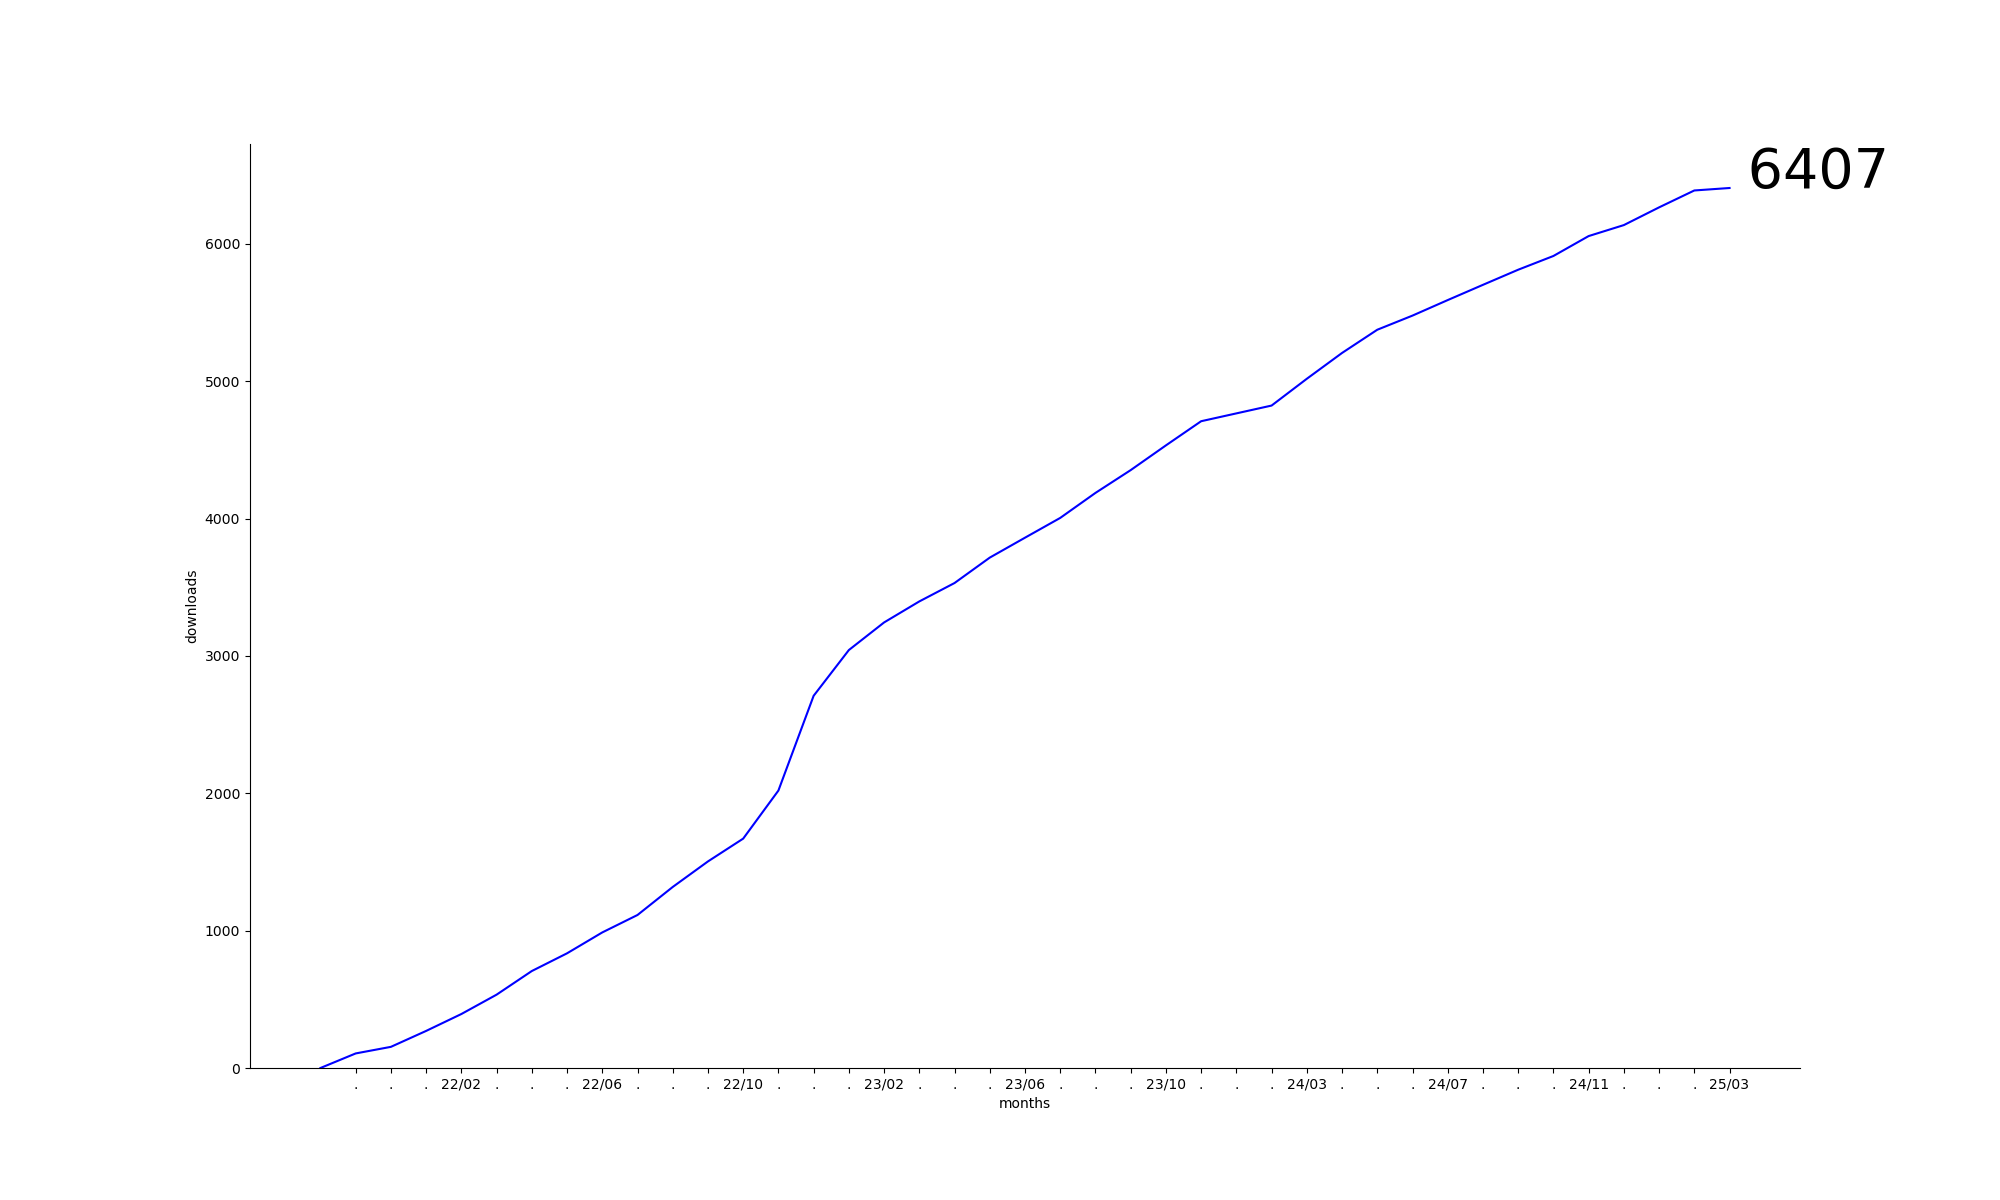 6407
6000
5000
4000
3000
2000
1000
0
downloads
. . . 22/02 . . . 22/06 . . . 22/10 . . . 23/02 . . . 23/06 . . . 23/10 . . . 24/03 . . . 24/07 . . . 24/11 . . . 25/03
months